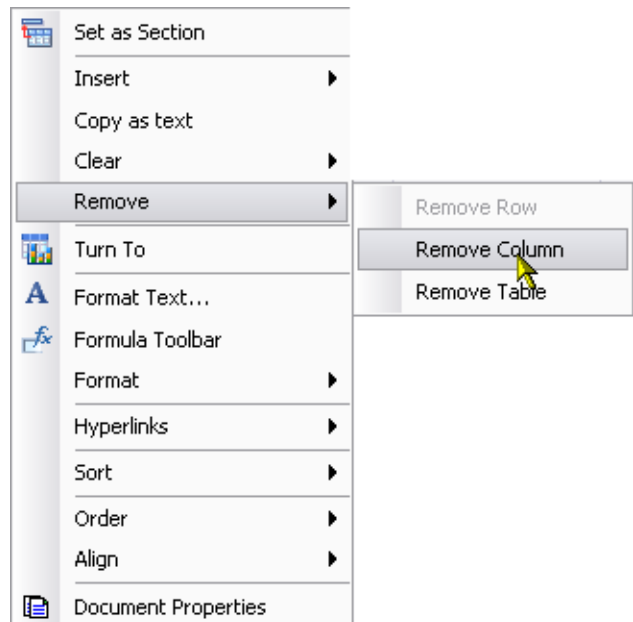 Set as Section
Insert
Copy as text
Clear
Remove
Turn To
Format Text...
Formula Toolbar
Format
Hyperlinks
Sort
Order
Align
Document Properties
Remove Row
Remove Column
Remove Table